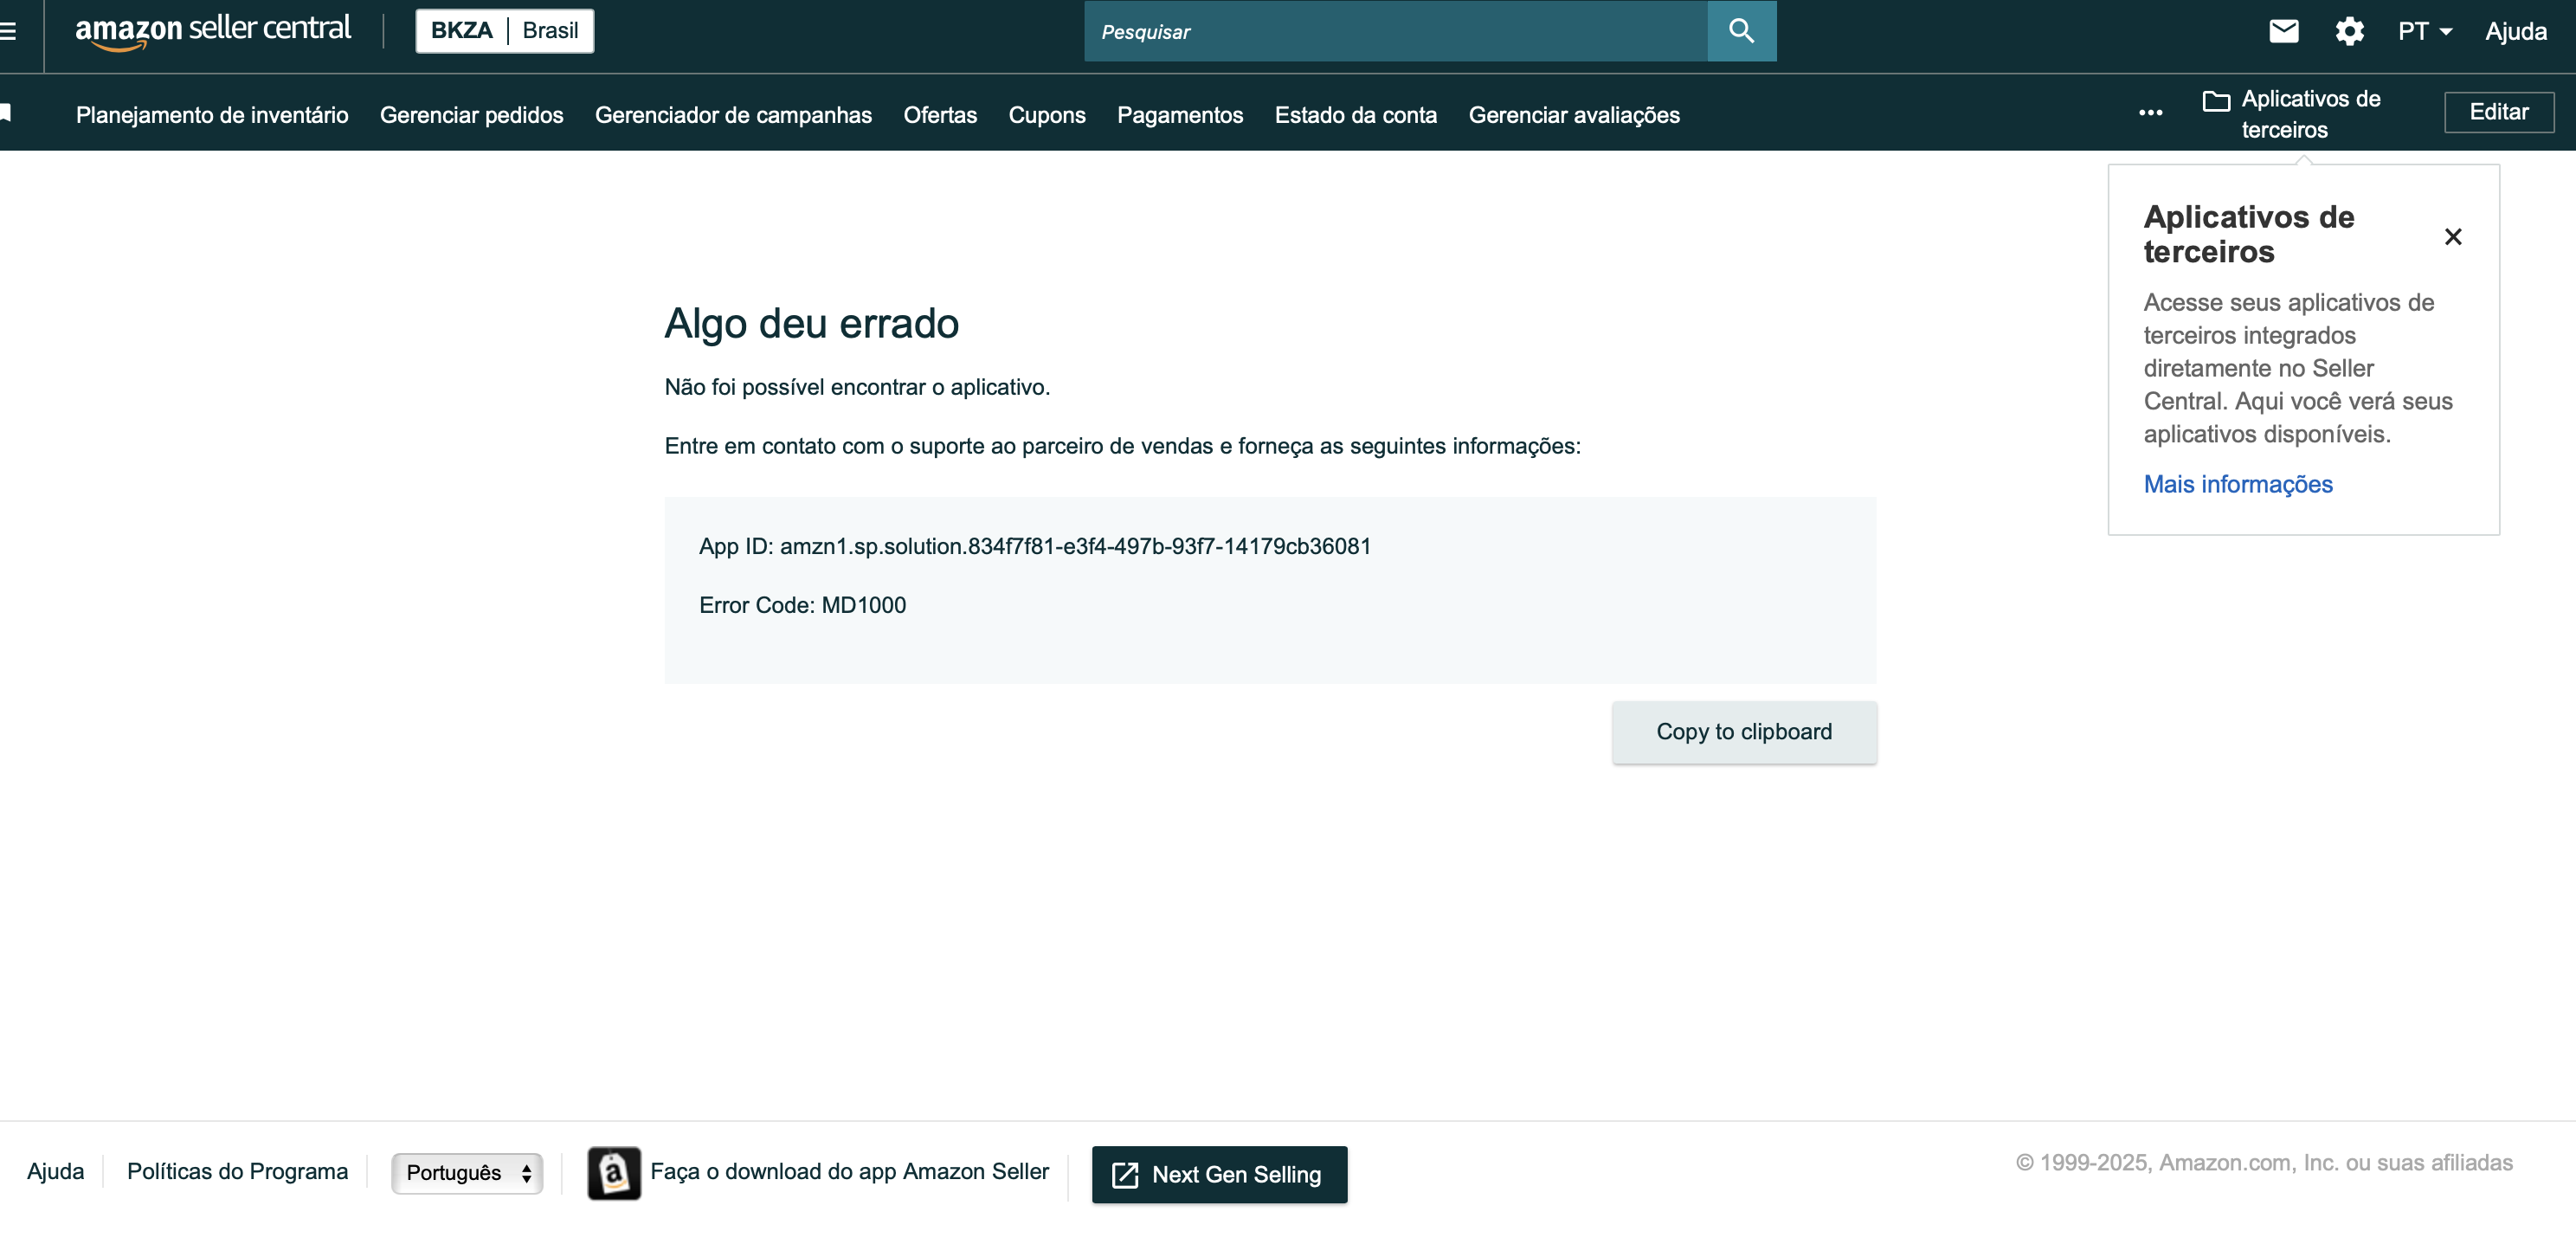 amazon seller central
BKZA | Brasil
Pesquisar
PT
Ajuda
Planejamento de inventário
Gerenciar pedidos
Gerenciador de campanhas
Ofertas
Cupons
Pagamentos
Estado da conta
Gerenciar avaliações
Aplicativos de
terceiros
Editar
Aplicativos de
terceiros
Acesse seus aplicativos de
terceiros integrados
diretamente no Seller
Central. Aqui você verá seus
aplicativos disponíveis.
Mais informações
Algo deu errado
Não foi possível encontrar o aplicativo.
Entre em contato com o suporte ao parceiro de vendas e forneça as seguintes informações:
App ID: amzn1.sp.solution.834f7f81-e3f4-497b-93f7-14179cb36081
Error Code: MD1000
Copy to clipboard
Ajuda
Políticas do Programa
Português
Faça o download do app Amazon Seller
Next Gen Selling
© 1999-2025, Amazon.com, Inc. ou suas afiliadas